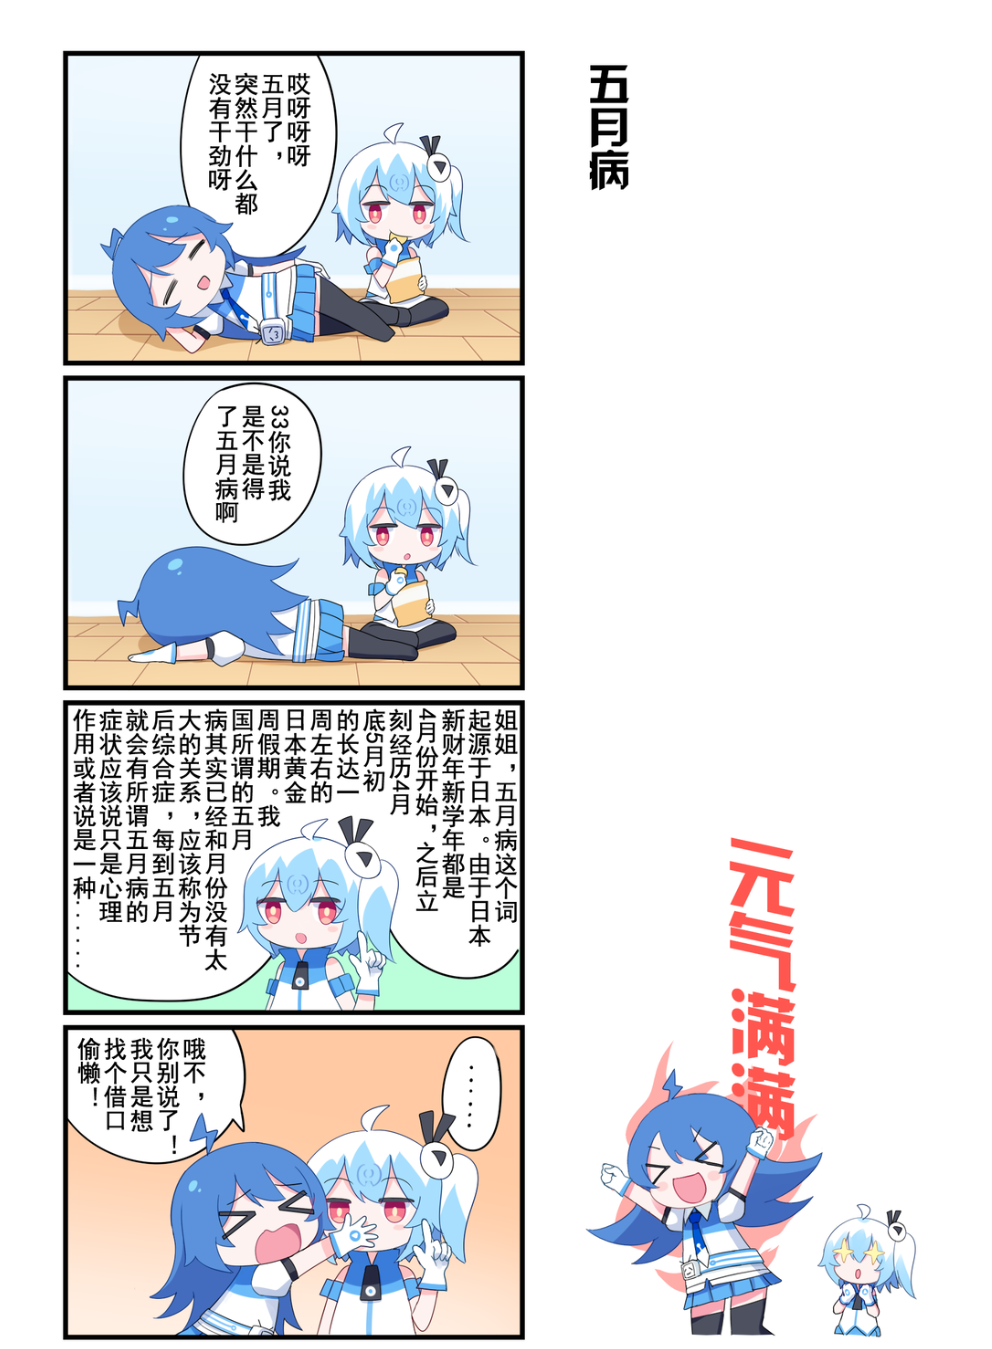 五月病
哎呀呀呀
五月了，
突然干什么都
没有干劲呀
33你说我
是不是得
了五月病啊
姐姐，五月病这个词
起源于日本。由于日本
新财年新学年都是
4月份开始，之后立
刻经历4月
底5月初
的长达一
周左右的
日本黄金
周假期。我
国所谓的五月
病其实已经和月份没有太
大的关系，应该称为节
后综合症，每到五月
就会有所谓五月病的
症状应该说只是心理
作用或者说是一种……
……
哦不，
你别说了！
我只是想
找个借口
偷懒！
元气满满